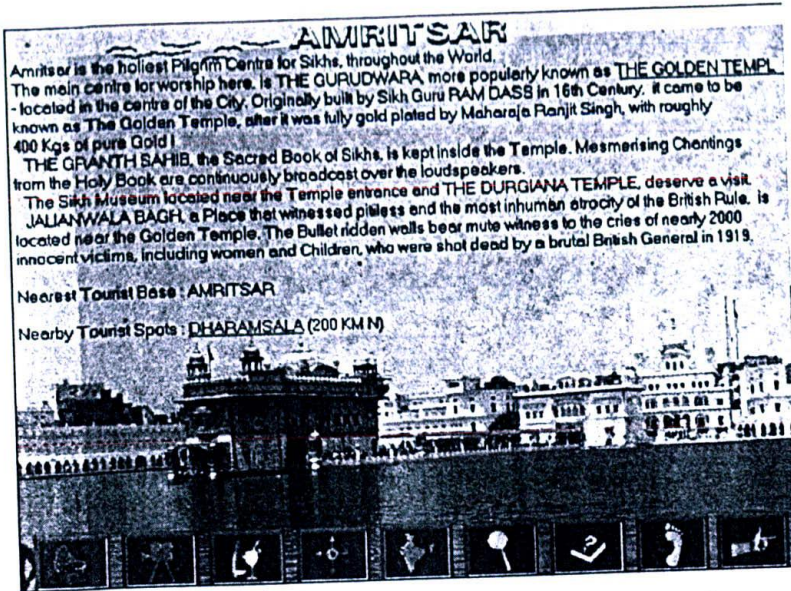 AMRITSAR
Amritsar is the holiest Pilgrim Centre for Sikhs, throughout the World.
The main centre for worship here, is THE GURUDWARA, more popularly known as THE GOLDEN TEMPL
- located in the centre of the City. Originally built by Sikh Guru RAM DASS in 16th Century, it came to be
known as The Golden Temple, after it was fully gold plated by Maharaja Ranjit Singh, with roughly
400 Kgs of pure Gold !
THE GRANTH SAHIB, the Sacred Book of Sikhs, is kept inside the Temple. Mesmerising Chantings
from the Holy Book are continuously broadcast over the loudspeakers.
The Sikh Museum located near the Temple entrance and THE DURGIANA TEMPLE, deserve a visit.
JALIANWALA BAGH, a Place that witnessed pitiless and the most inhuman atrocity of the British Rule, is
located near the Golden Temple. The Bullet ridden walls bear mute witness to the cries of nearly 2000
innocent victims, including women and Children, who were shot dead by a brutal British General in 1919.
Nearest Tourist Base : AMRITSAR
Nearby Tourist Spots : DHARAMSALA (200 KM N)